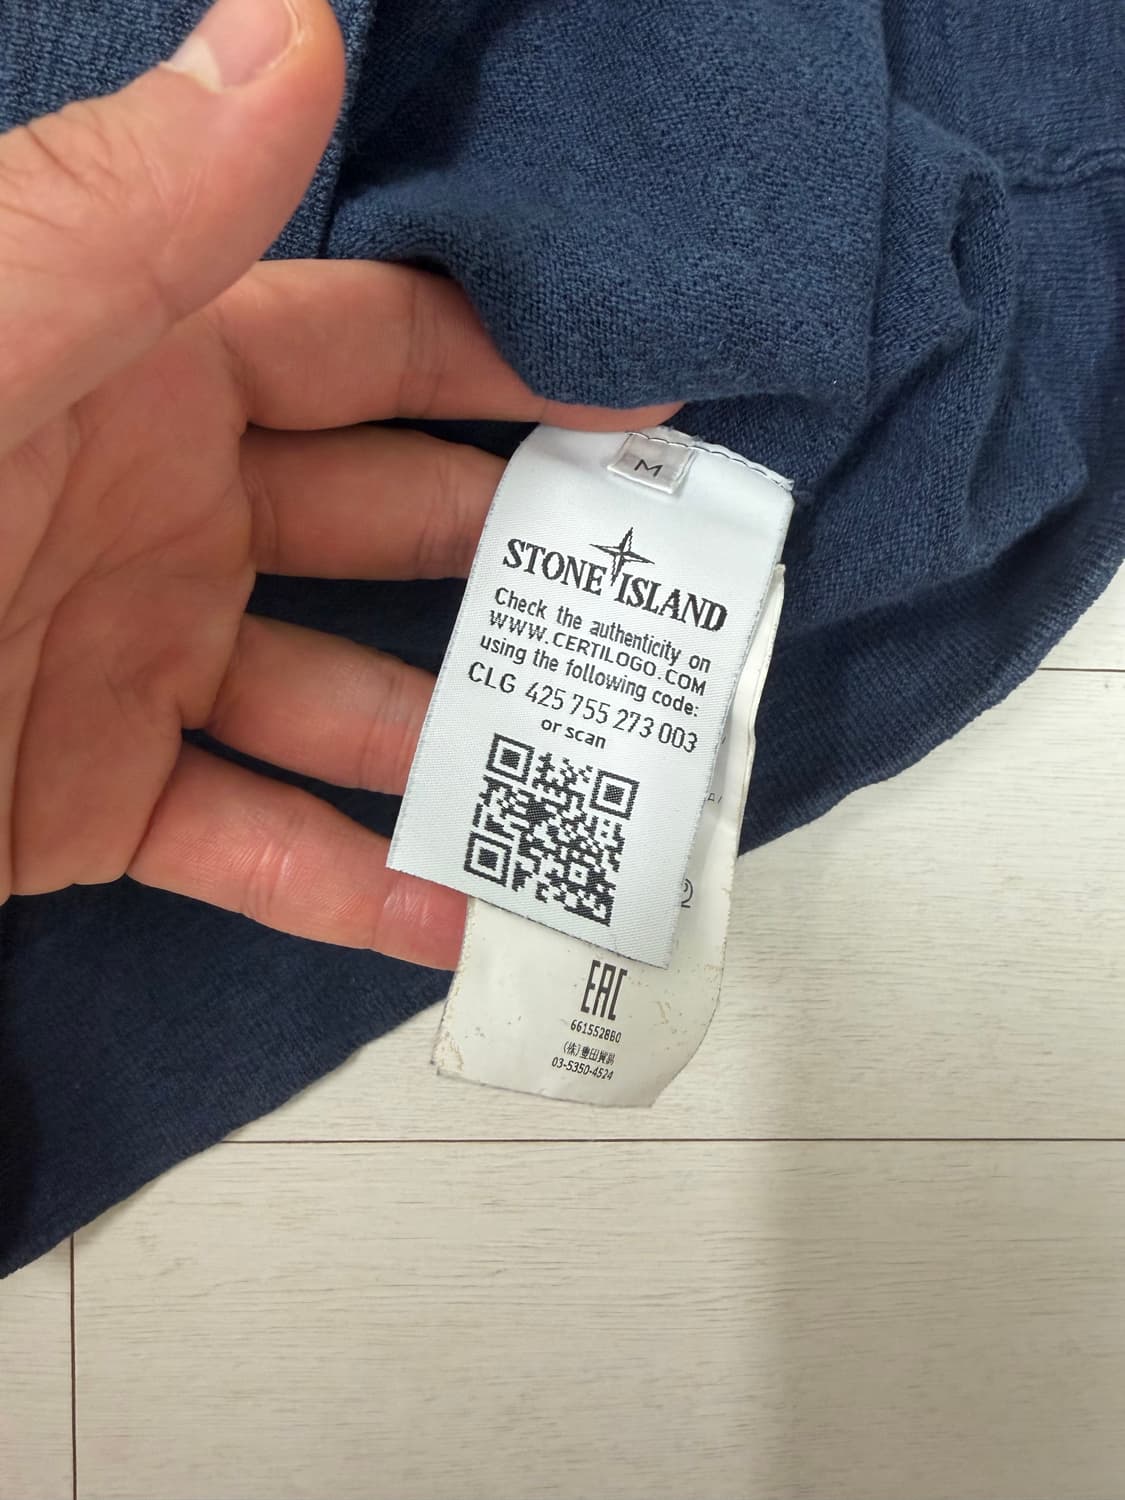 M
STONE ISLAND
Check the authenticity on
WWW.CERTILOGO.COM
using the following code:
CLG 425 755 273 003
or scan
EAC
6615528B0
(株)豊田貿易
03-5350-4524